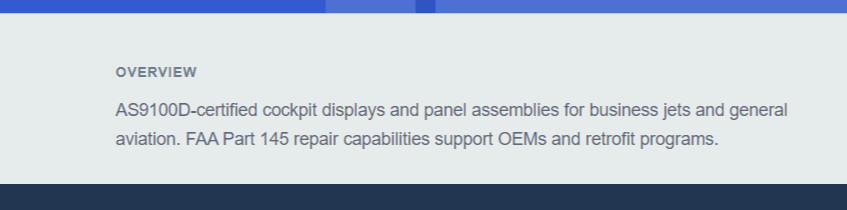 OVERVIEW
AS9100D-certified cockpit displays and panel assemblies for business jets and general
aviation. FAA Part 145 repair capabilities support OEMs and retrofit programs.